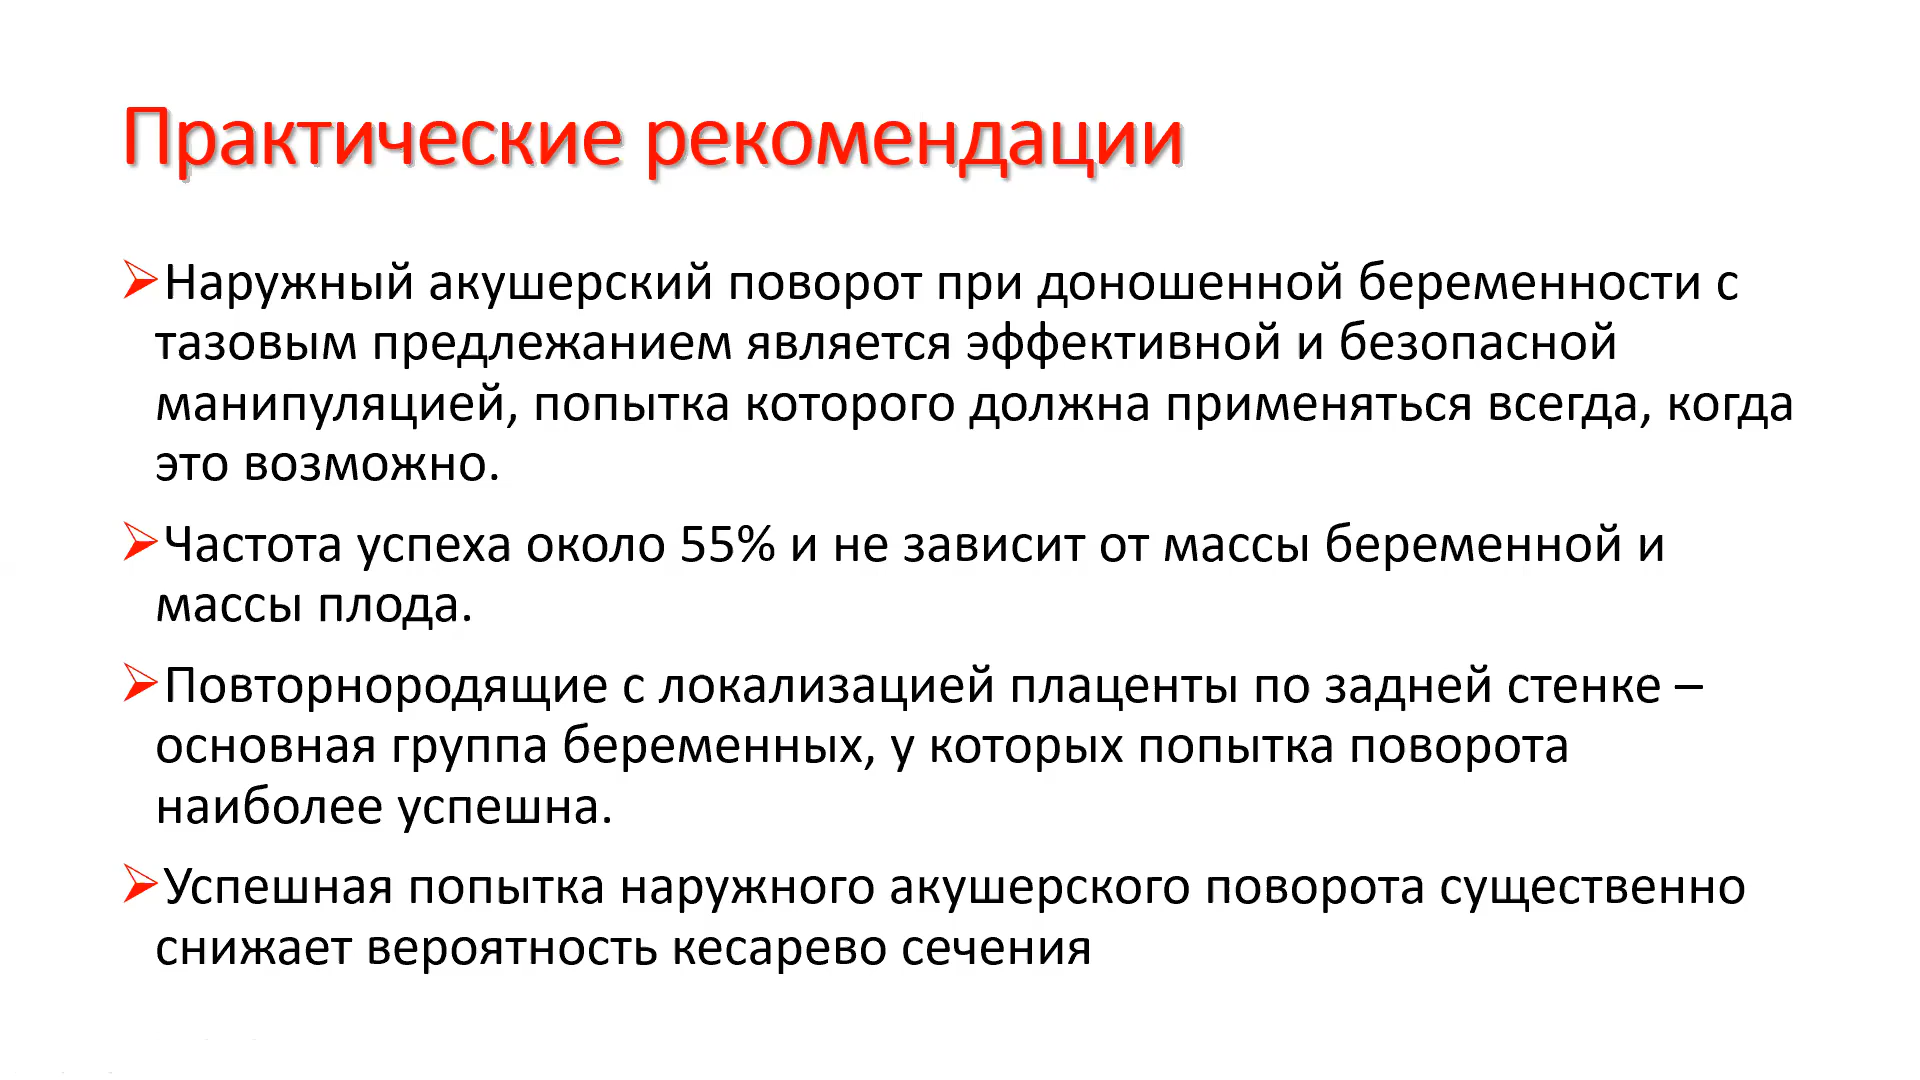 Практические рекомендации
Наружный акушерский поворот при доношенной беременности с
тазовым предлежанием является эффективной и безопасной
манипуляцией, попытка которого должна применяться всегда, когда
это возможно.
Частота успеха около 55% и не зависит от массы беременной и
массы плода.
Повторнородящие с локализацией плаценты по задней стенке –
основная группа беременных, у которых попытка поворота
наиболее успешна.
Успешная попытка наружного акушерского поворота существенно
снижает вероятность кесарево сечения